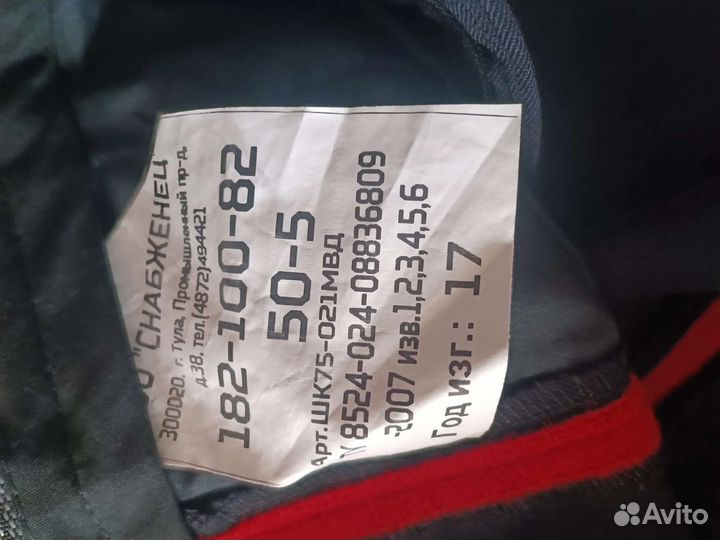 О "СНАБЖЕНЕЦ"
300020, г. Тула, Промышленный пр-д,
д.38. тел.(4872)494421
182-100-82
50-5
Арт.ШК75-021МВД
8524-024-08836809
2007 изв.1,2,3,4,5,6
Год изг.: 17
Avito